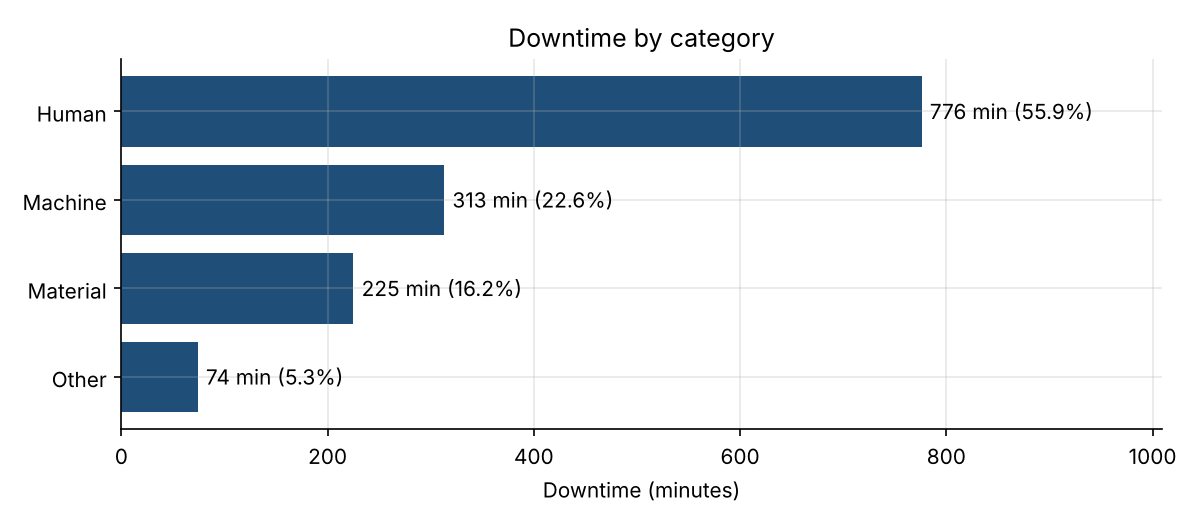 Downtime by category
Human 776 min (55.9%)
Machine 313 min (22.6%)
Material 225 min (16.2%)
Other 74 min (5.3%)
0 200 400 600 800 1000
Downtime (minutes)